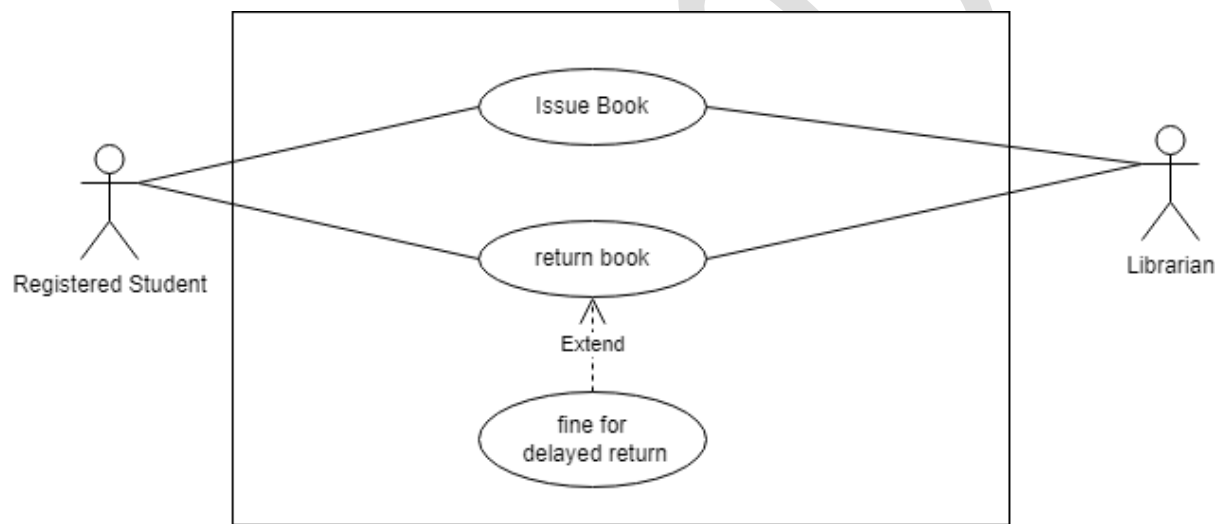 Issue Book
return book
Registered Student
Librarian
Extend
fine for
delayed return